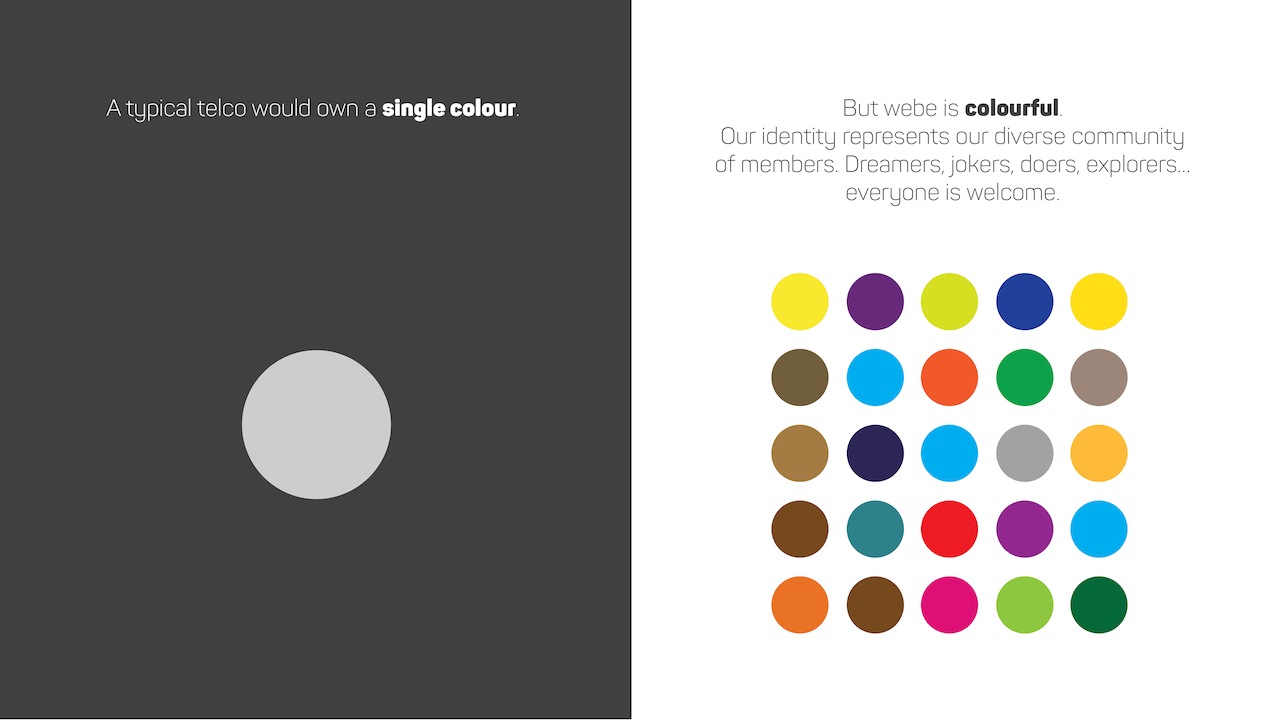 A typical telco would own a single colour.
But webe is colourful.
Our identity represents our diverse community
of members. Dreamers, jokers, doers, explorers...
everyone is welcome.